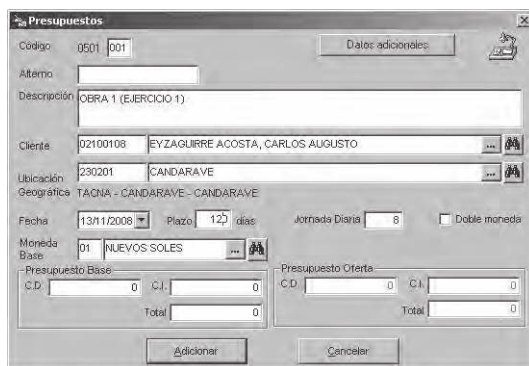 Presupuestos
Código 0501 001 Datos adicionales
Alterno
Descripción OBRA 1 (EJERCICIO 1)
Cliente 02100108 EYZAGUIRRE ACOSTA, CARLOS AUGUSTO ...
Ubicación 230201 CANDARAVE ...
Geográfica TACNA - CANDARAVE - CANDARAVE
Fecha 13/11/2008 Plazo días Jornada Diaria 8 Doble moneda
Moneda Base 01 NUEVOS SOLES ...
Presupuesto Base Presupuesto Oferta
C.D 0 C.I. 0 C.D 0 C.I. 0
Total 0 Total 0
Adicionar Cancelar